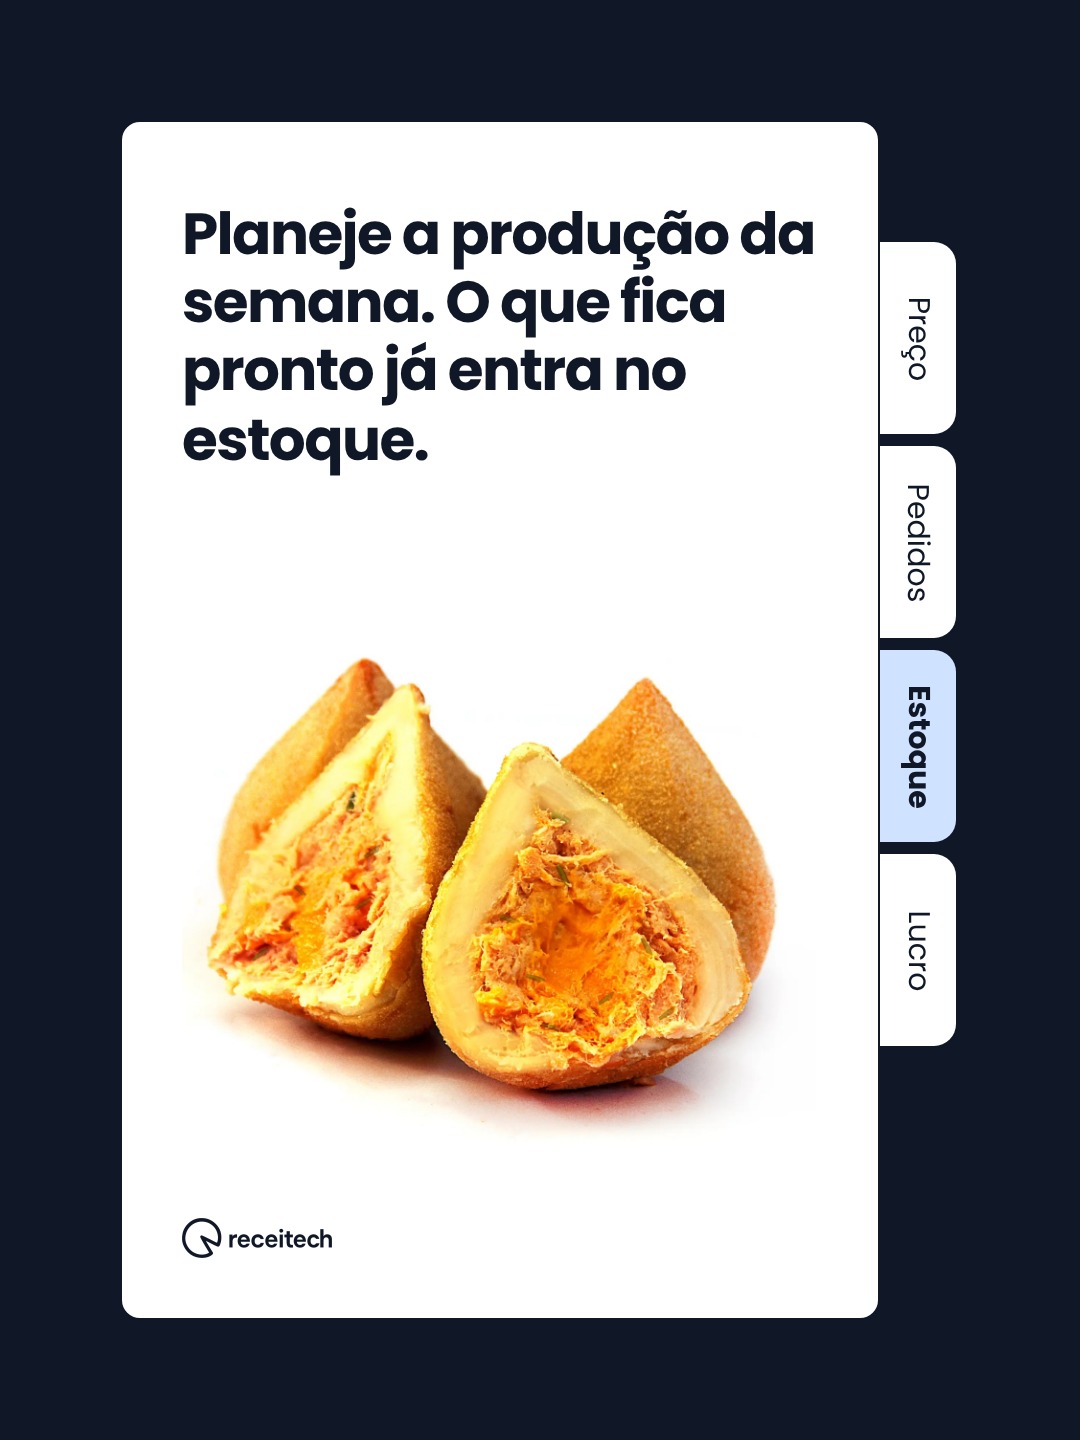 Planeje a produção da
semana. O que fica
pronto já entra no
estoque.
Preço
Pedidos
Estoque
Lucro
receitech